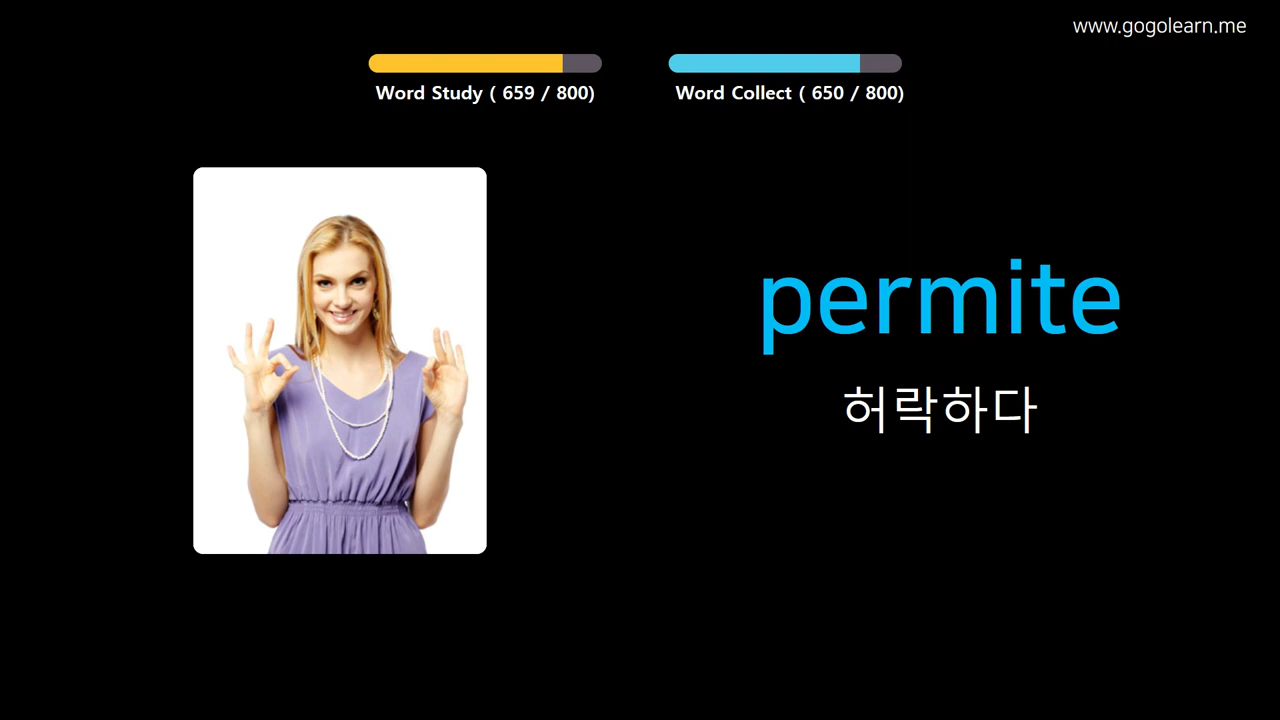 www.gogolearn.me
Word Study ( 659 / 800)
Word Collect ( 650 / 800)
permite
허락하다